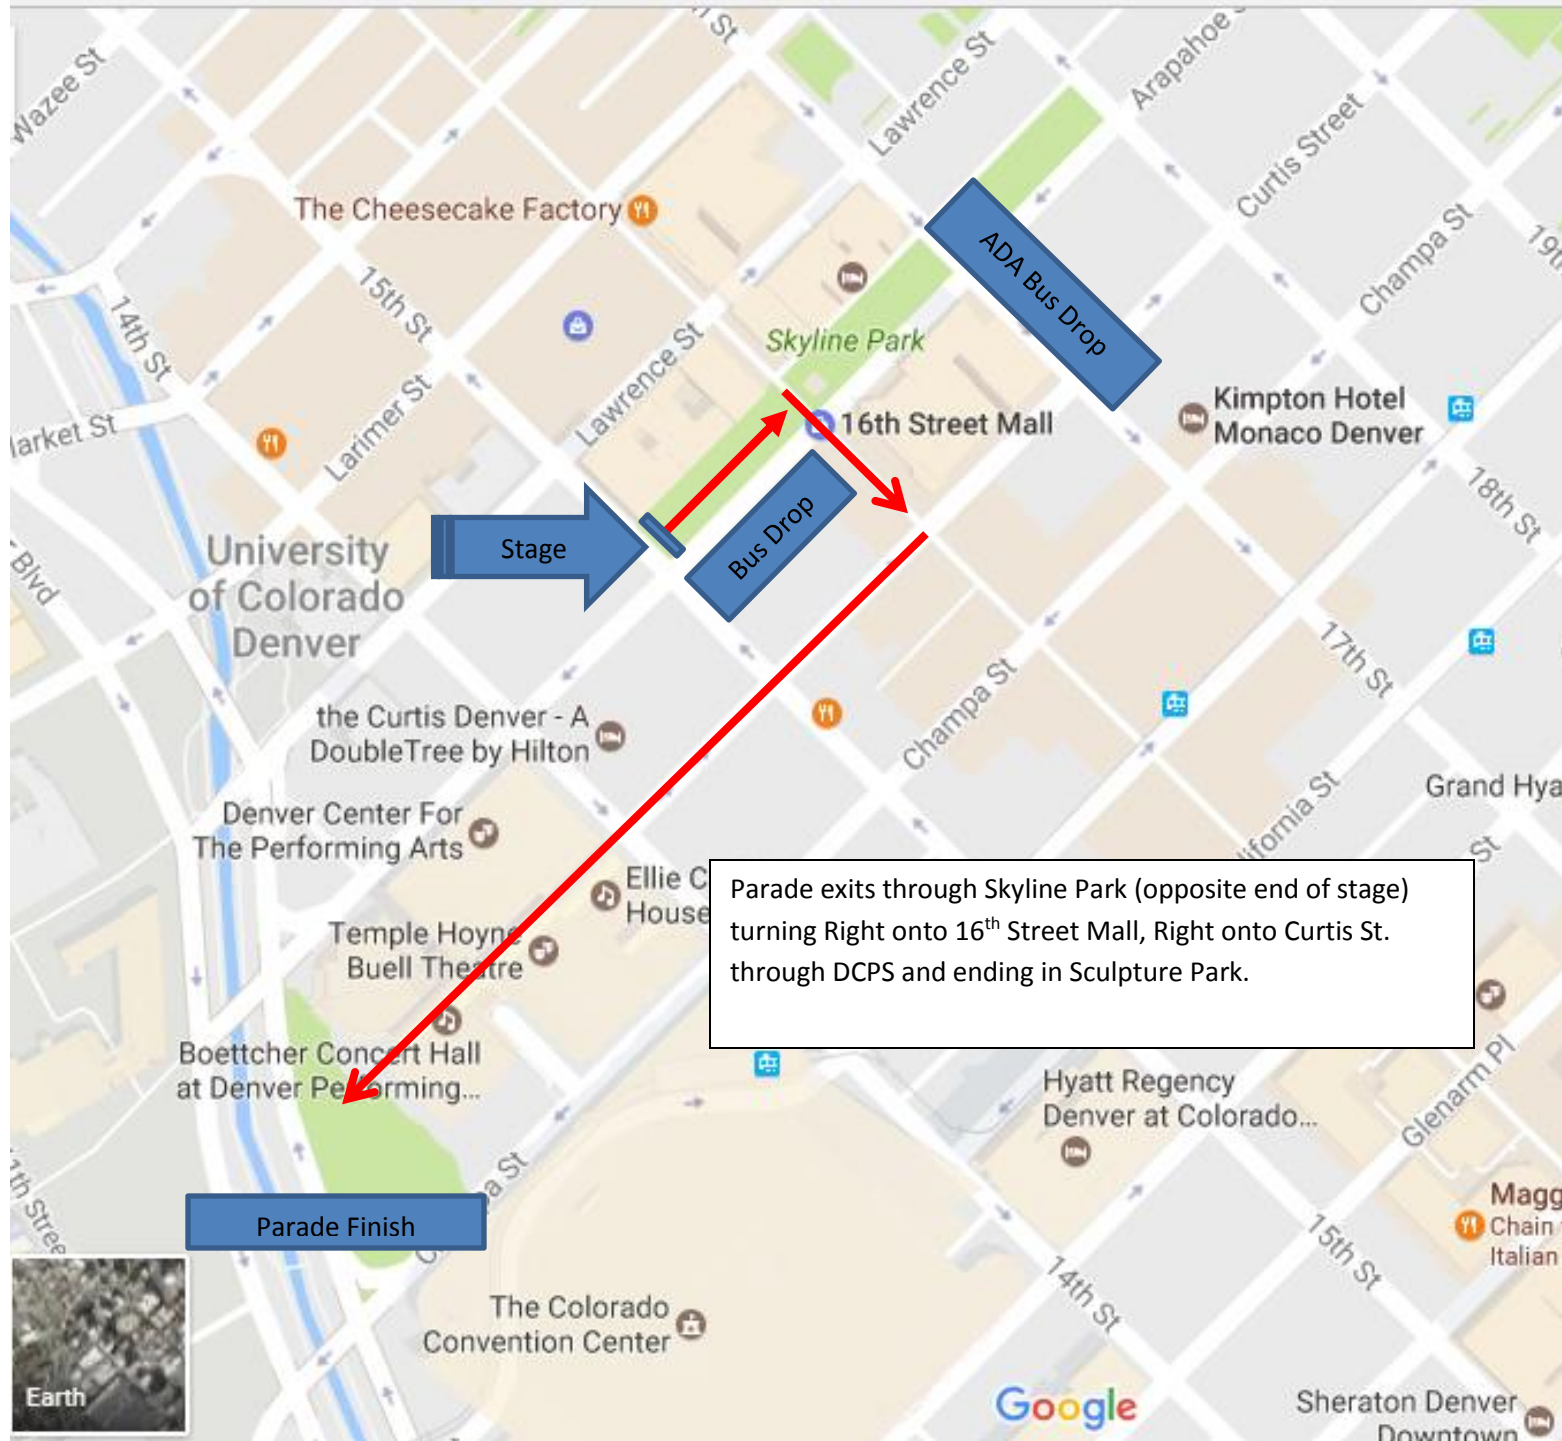 St
Wazee St
Lawrence St
Arapahoe
Curtis Street
The Cheesecake Factory
Champa St
15th St
14th St
ADA Bus Drop
Skyline Park
Lawrence St
Larimer St
Kimpton Hotel
Monaco Denver
16th Street Mall
18th St
Bus Drop
Stage
University
of Colorado
Denver
Blvd
17th St
Champa St
the Curtis Denver - A
DoubleTree by Hilton
Grand Hya
Denver Center For
The Performing Arts
ifornia St
St
Ellie C
House
Parade exits through Skyline Park (opposite end of stage)
turning Right onto 16th Street Mall, Right onto Curtis St.
through DCPS and ending in Sculpture Park.
Temple Hoyne
Buell Theatre
Boettcher Concert Hall
at Denver Performing...
Hyatt Regency
Denver at Colorado...
Glenarm Pl
Parade Finish
Magg
Chain
Italian
15th St
14th St
The Colorado
Convention Center
Earth
Google
Sheraton Denver
Downtown